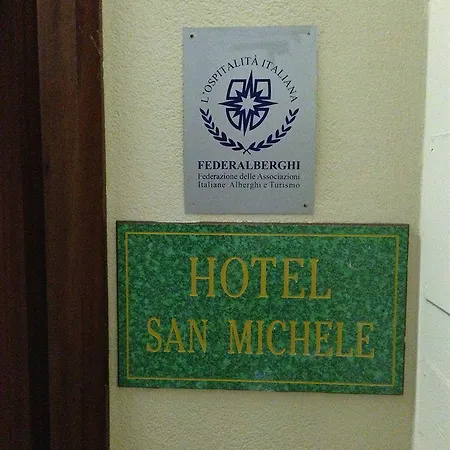 L'OSPITALITÀ ITALIANA
FEDERALBERGHI
Federazione delle Associazioni
Italiane Alberghi e Turismo
HOTEL
SAN MICHELE